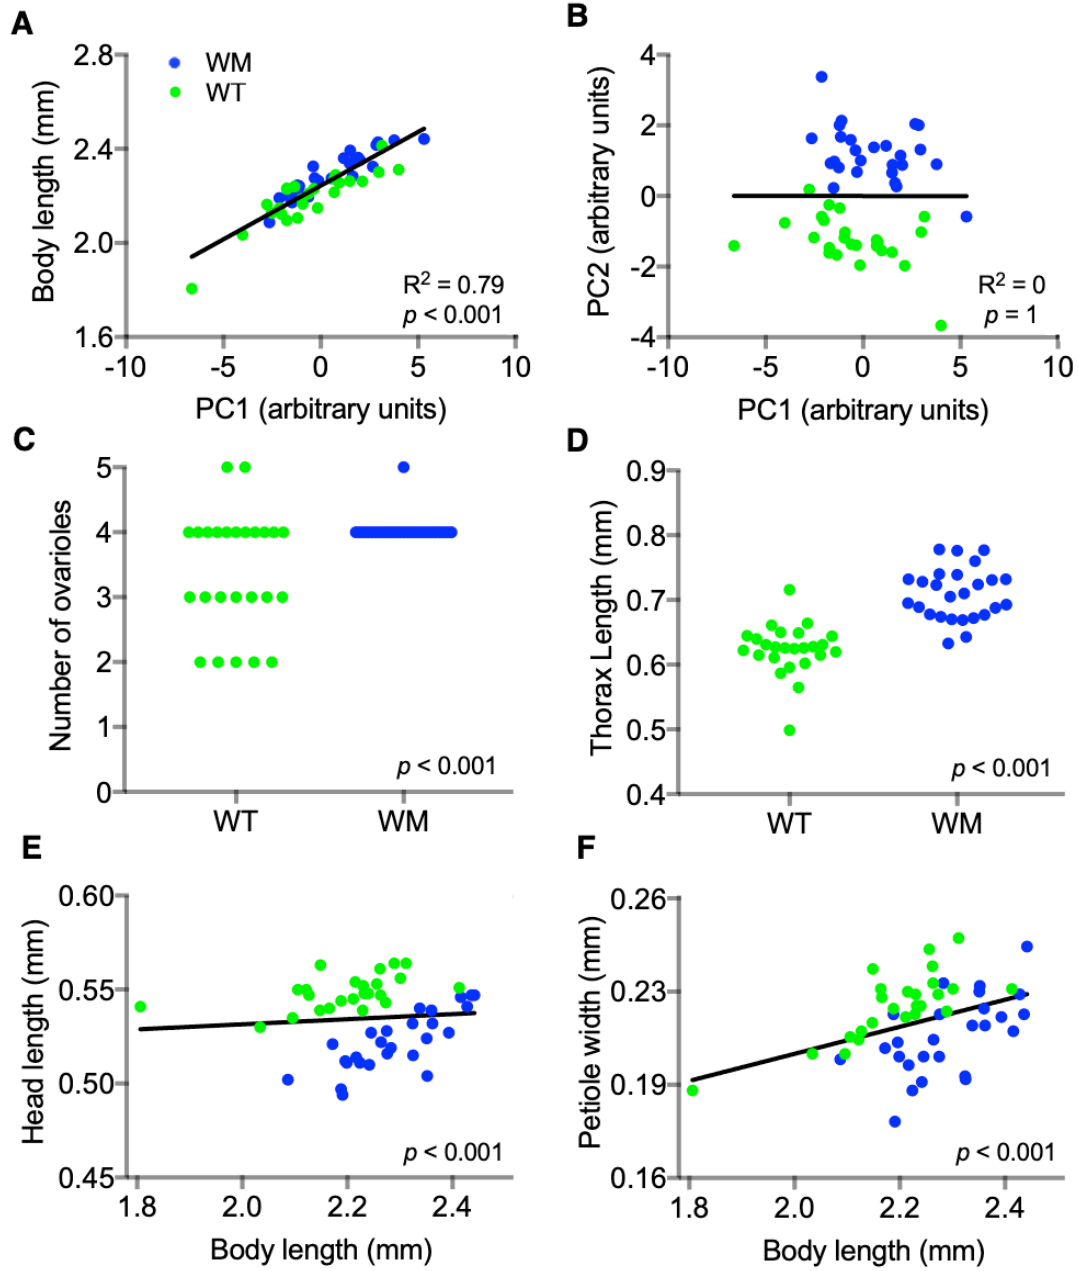 A
Body length (mm)
2.8
2.4
2.0
1.6
WM
WT
R² = 0.79
p < 0.001
-10
-5
0
5
10
PC1 (arbitrary units)
B
PC2 (arbitrary units)
4
2
0
-2
-4
R² = 0
p = 1
-10
-5
0
5
10
PC1 (arbitrary units)
C
Number of ovarioles
5
4
3
2
1
0
p < 0.001
WT
WM
D
Thorax Length (mm)
0.9
0.8
0.7
0.6
0.5
0.4
p < 0.001
WT
WM
E
Head length (mm)
0.60
0.55
0.50
0.45
p < 0.001
1.8
2.0
2.2
2.4
Body length (mm)
F
Petiole width (mm)
0.26
0.23
0.19
0.16
p < 0.001
1.8
2.0
2.2
2.4
Body length (mm)